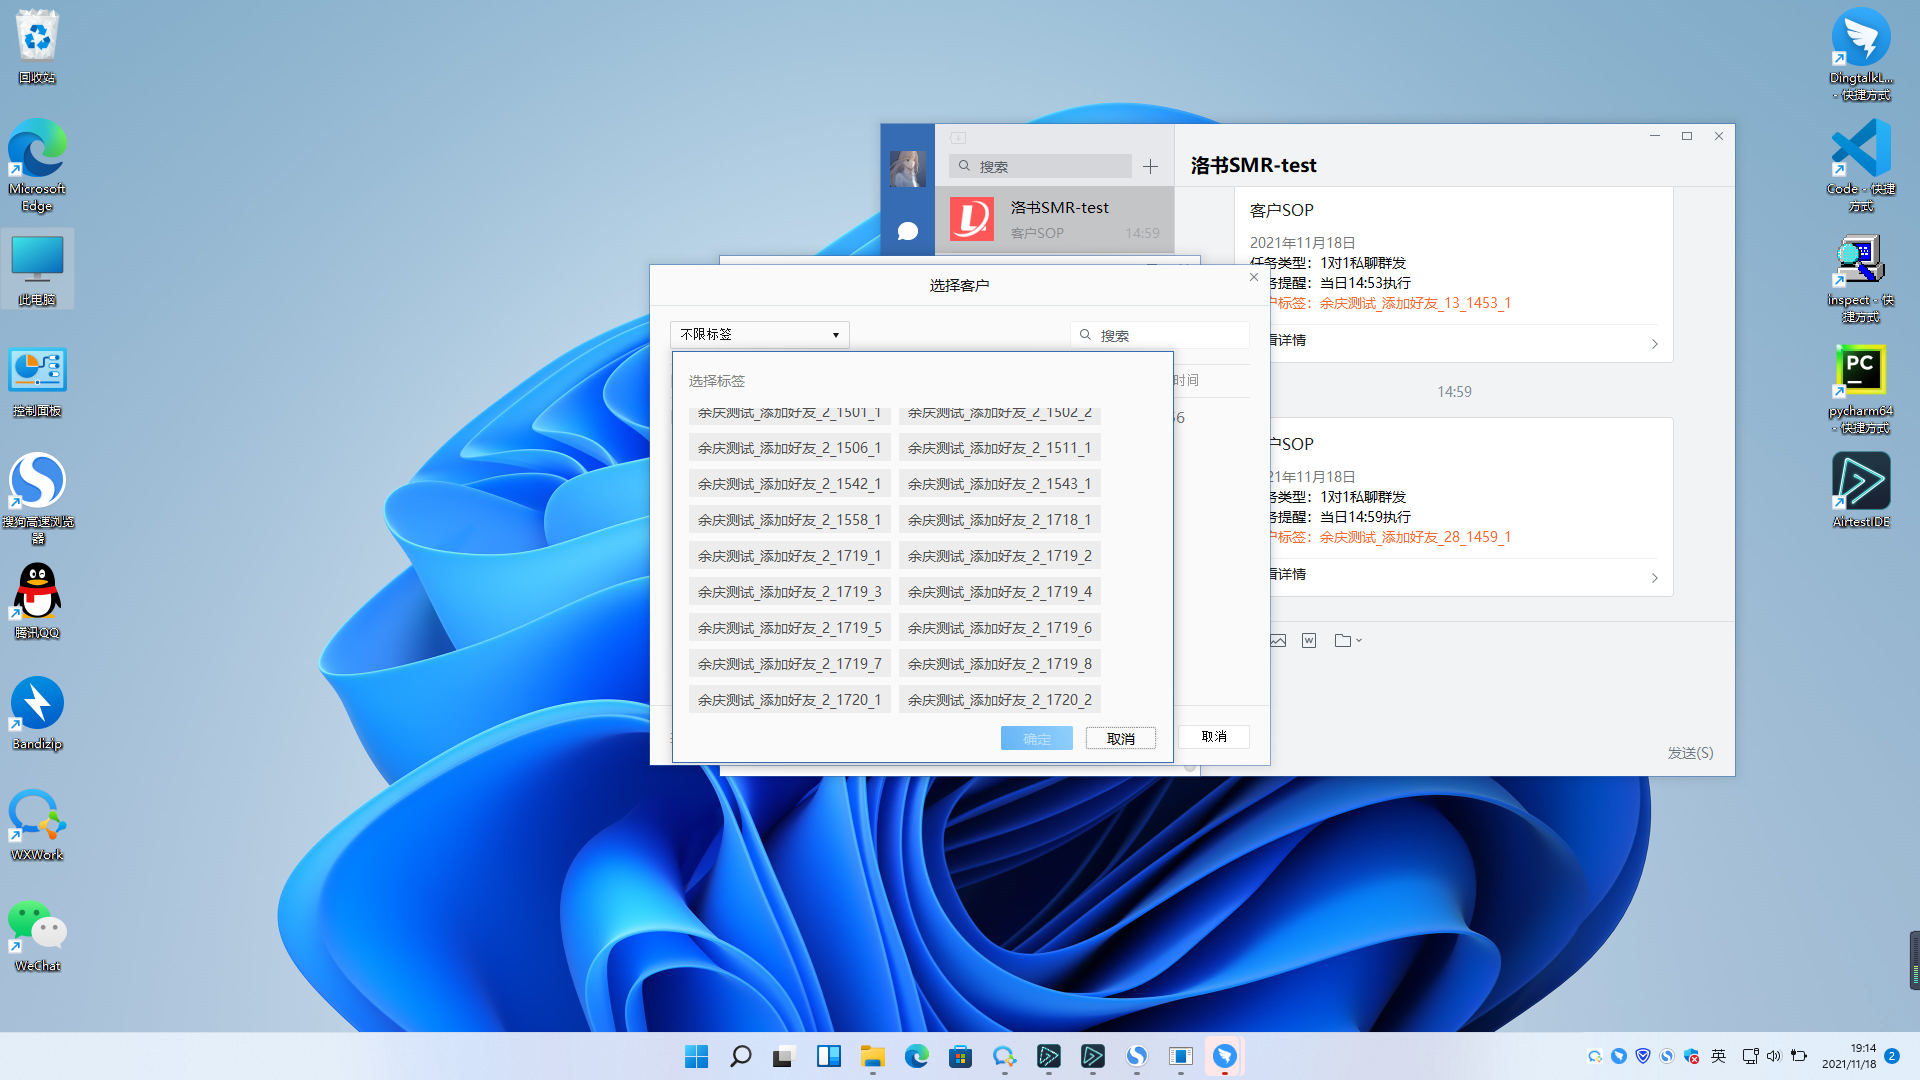 回收站
Microsoft
Edge
此电脑
控制面板
搜狗高速浏览
器
腾讯QQ
Bandizip
WXWork
WeChat
DingtalkL...
- 快捷方式
Code - 快捷
方式
inspect - 快
捷方式
pycharm64
- 快捷方式
AirtestIDE
搜索
洛书SMR-test
客户SOP
14:59
洛书SMR-test
客户SOP
2021年11月18日
任务类型：1对1私聊群发
务提醒：当日14:53执行
户标签：余庆测试_添加好友_13_1453_1
看详情
14:59
户SOP
21年11月18日
务类型：1对1私聊群发
务提醒：当日14:59执行
户标签：余庆测试_添加好友_28_1459_1
看详情
发送(S)
选择客户
不限标签
搜索
时间
56
取消
选择标签
余庆测试_添加好友_2_1501_1
余庆测试_添加好友_2_1502_2
余庆测试_添加好友_2_1506_1
余庆测试_添加好友_2_1511_1
余庆测试_添加好友_2_1542_1
余庆测试_添加好友_2_1543_1
余庆测试_添加好友_2_1558_1
余庆测试_添加好友_2_1718_1
余庆测试_添加好友_2_1719_1
余庆测试_添加好友_2_1719_2
余庆测试_添加好友_2_1719_3
余庆测试_添加好友_2_1719_4
余庆测试_添加好友_2_1719_5
余庆测试_添加好友_2_1719_6
余庆测试_添加好友_2_1719_7
余庆测试_添加好友_2_1719_8
余庆测试_添加好友_2_1720_1
余庆测试_添加好友_2_1720_2
确定
取消
英
19:14
2021/11/18
2